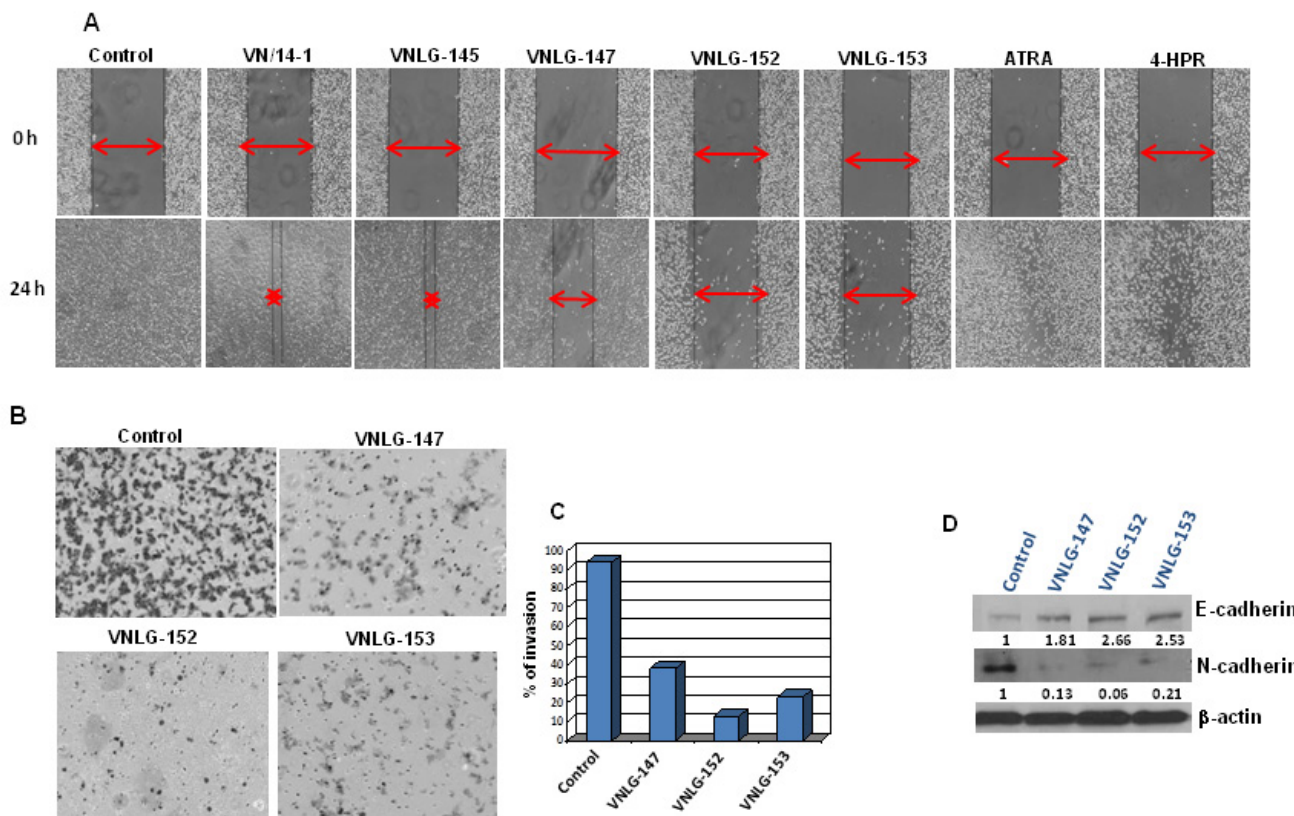 A
Control VN/14-1 VNLG-145 VNLG-147 VNLG-152 VNLG-153 ATRA 4-HPR
0 h
24 h
B
Control VNLG-147
VNLG-152 VNLG-153
C
% of invasion
100
90
80
70
60
50
40
30
20
10
0
Control VNLG-147 VNLG-152 VNLG-153
D
Control VNLG-147 VNLG-152 VNLG-153
E-cadherin
1 1.81 2.66 2.53
N-cadherin
1 0.13 0.06 0.21
β-actin